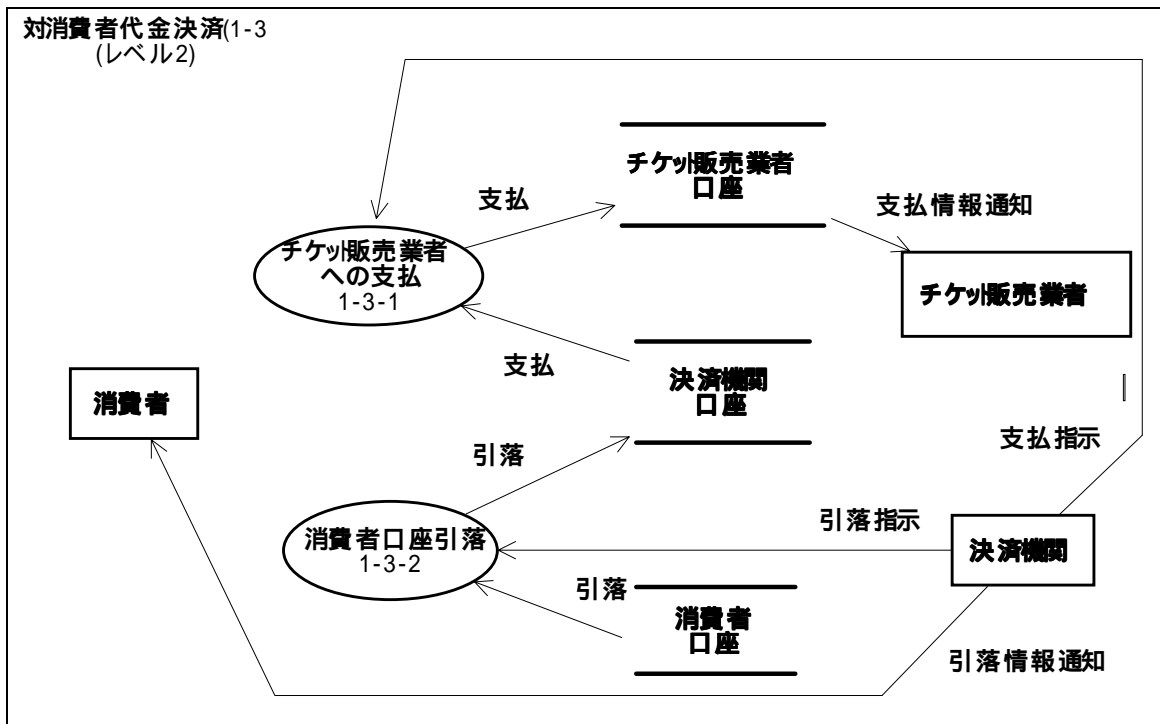 対消費者代金決済(1-3
(レベル2)
チケット販売業者
口座
支払
支払情報通知
チケット販売業者
への支払
1-3-1
チケット販売業者
支払
決済機関
口座
消費者
支払指示
引落
引落指示
消費者口座引落
1-3-2
決済機関
引落
消費者
口座
引落情報通知